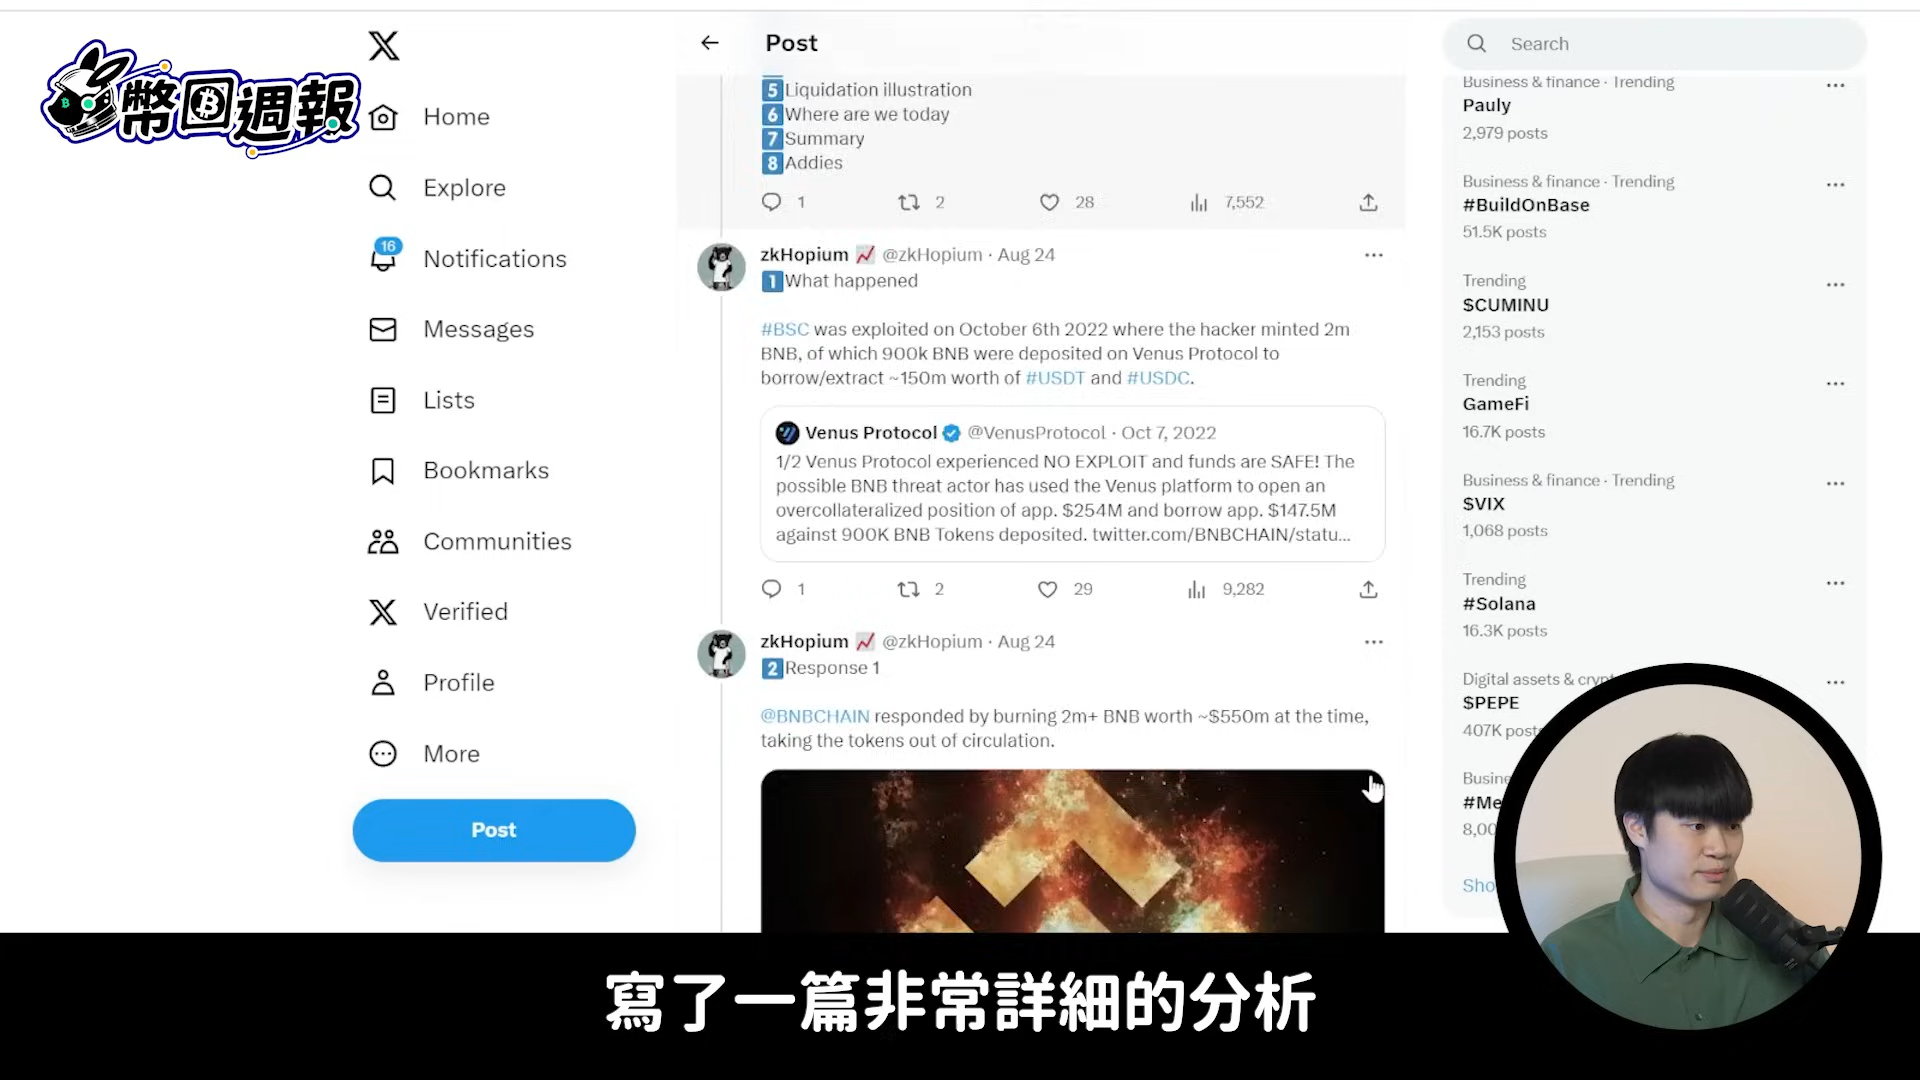 幣圈週報
Home
Explore
16
Notifications
Messages
Lists
Bookmarks
Communities
Verified
Profile
More
Post
Post
5 Liquidation illustration
6 Where are we today
7 Summary
8 Addies
1 2 28 7,552
zkHopium @zkHopium · Aug 24
1 What happened
#BSC was exploited on October 6th 2022 where the hacker minted 2m
BNB, of which 900k BNB were deposited on Venus Protocol to
borrow/extract ~150m worth of #USDT and #USDC.
Venus Protocol @VenusProtocol · Oct 7, 2022
1/2 Venus Protocol experienced NO EXPLOIT and funds are SAFE! The
possible BNB threat actor has used the Venus platform to open an
overcollateralized position of app. $254M and borrow app. $147.5M
against 900K BNB Tokens deposited. twitter.com/BNBCHAIN/statu...
1 2 29 9,282
zkHopium @zkHopium · Aug 24
2 Response 1
@BNBCHAIN responded by burning 2m+ BNB worth ~$550m at the time,
taking the tokens out of circulation.
Search
Business & finance · Trending
Pauly
2,979 posts
Business & finance · Trending
#BuildOnBase
51.5K posts
Trending
$CUMINU
2,153 posts
Trending
GameFi
16.7K posts
Business & finance · Trending
$VIX
1,068 posts
Trending
#Solana
16.3K posts
Digital assets &
$PEPE
407K
寫了一篇非常詳細的分析